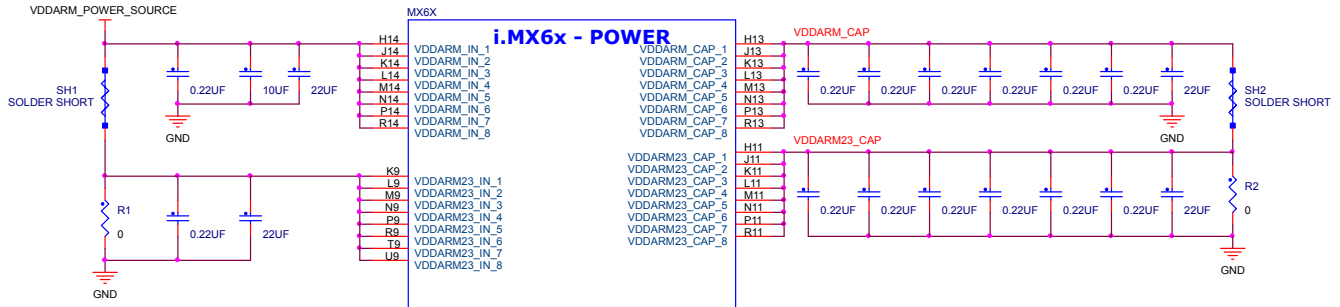 VDDARM_POWER_SOURCE
MX6X
i.MX6x - POWER
H14
J14
K14
L14
M14
N14
P14
R14
VDDARM_IN_1
VDDARM_IN_2
VDDARM_IN_3
VDDARM_IN_4
VDDARM_IN_5
VDDARM_IN_6
VDDARM_IN_7
VDDARM_IN_8
VDDARM_CAP_1
VDDARM_CAP_2
VDDARM_CAP_3
VDDARM_CAP_4
VDDARM_CAP_5
VDDARM_CAP_6
VDDARM_CAP_7
VDDARM_CAP_8
H13
J13
K13
L13
M13
N13
P13
R13
VDDARM_CAP
SH1
SOLDER SHORT
0.22UF
10UF
22UF
GND
0.22UF
0.22UF
0.22UF
0.22UF
0.22UF
0.22UF
22UF
GND
SH2
SOLDER SHORT
K9
L9
M9
N9
P9
R9
T9
U9
VDDARM23_IN_1
VDDARM23_IN_2
VDDARM23_IN_3
VDDARM23_IN_4
VDDARM23_IN_5
VDDARM23_IN_6
VDDARM23_IN_7
VDDARM23_IN_8
VDDARM23_CAP_1
VDDARM23_CAP_2
VDDARM23_CAP_3
VDDARM23_CAP_4
VDDARM23_CAP_5
VDDARM23_CAP_6
VDDARM23_CAP_7
VDDARM23_CAP_8
H11
J11
K11
L11
M11
N11
P11
R11
VDDARM23_CAP
R1
0
0.22UF
22UF
GND
0.22UF
0.22UF
0.22UF
0.22UF
0.22UF
0.22UF
22UF
R2
0
GND